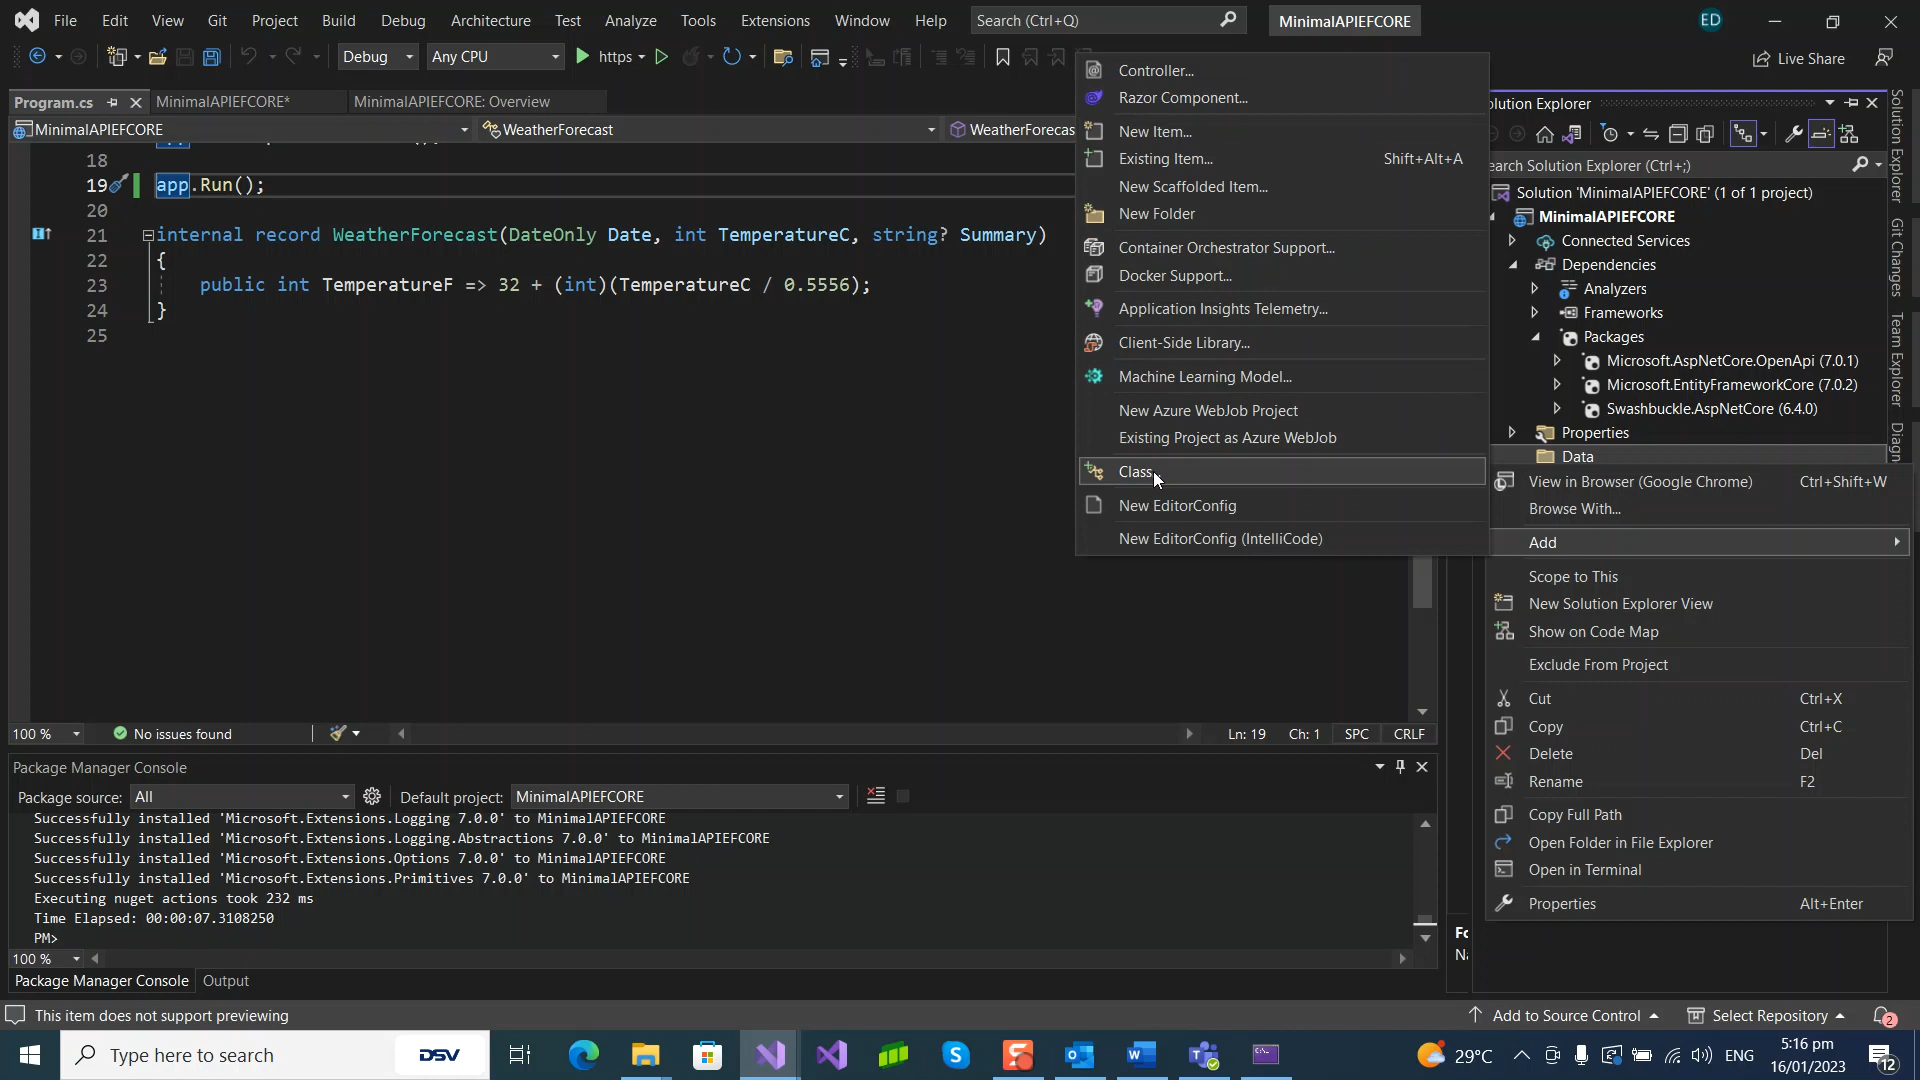 File Edit View Git Project Build Debug Architecture Test Analyze Tools Extensions Window Help Search (Ctrl+Q) MinimalAPIEFCORE ED
Debug Any CPU https Live Share
Program.cs MinimalAPIEFCORE* MinimalAPIEFCORE: Overview
MinimalAPIEFCORE WeatherForecast WeatherForecas
18
19 app.Run();
20
21 internal record WeatherForecast(DateOnly Date, int TemperatureC, string? Summary)
22 {
23 public int TemperatureF => 32 + (int)(TemperatureC / 0.5556);
24 }
25
100 % No issues found Ln: 19 Ch: 1 SPC CRLF
Controller...
Razor Component...
New Item...
Existing Item... Shift+Alt+A
New Scaffolded Item...
New Folder
Container Orchestrator Support...
Docker Support...
Application Insights Telemetry...
Client-Side Library...
Machine Learning Model...
New Azure WebJob Project
Existing Project as Azure WebJob
Class
New EditorConfig
New EditorConfig (IntelliCode)
olution Explorer
earch Solution Explorer (Ctrl+;)
Solution 'MinimalAPIEFCORE' (1 of 1 project)
MinimalAPIEFCORE
Connected Services
Dependencies
Analyzers
Frameworks
Packages
Microsoft.AspNetCore.OpenApi (7.0.1)
Microsoft.EntityFrameworkCore (7.0.2)
Swashbuckle.AspNetCore (6.4.0)
Properties
Data
View in Browser (Google Chrome) Ctrl+Shift+W
Browse With...
Add
Scope to This
New Solution Explorer View
Show on Code Map
Exclude From Project
Cut Ctrl+X
Copy Ctrl+C
Delete Del
Rename F2
Copy Full Path
Open Folder in File Explorer
Open in Terminal
Properties Alt+Enter
Solution Explorer
Git Changes
Team Explorer
Diagn
Package Manager Console
Package source: All Default project: MinimalAPIEFCORE
Successfully installed 'Microsoft.Extensions.Logging 7.0.0' to MinimalAPIEFCORE
Successfully installed 'Microsoft.Extensions.Logging.Abstractions 7.0.0' to MinimalAPIEFCORE
Successfully installed 'Microsoft.Extensions.Options 7.0.0' to MinimalAPIEFCORE
Successfully installed 'Microsoft.Extensions.Primitives 7.0.0' to MinimalAPIEFCORE
Executing nuget actions took 232 ms
Time Elapsed: 00:00:07.3108250
PM>
100 %
Package Manager Console Output
This item does not support previewing Add to Source Control Select Repository 2
Type here to search DSV 29°C ENG 5:16 pm
16/01/2023 12